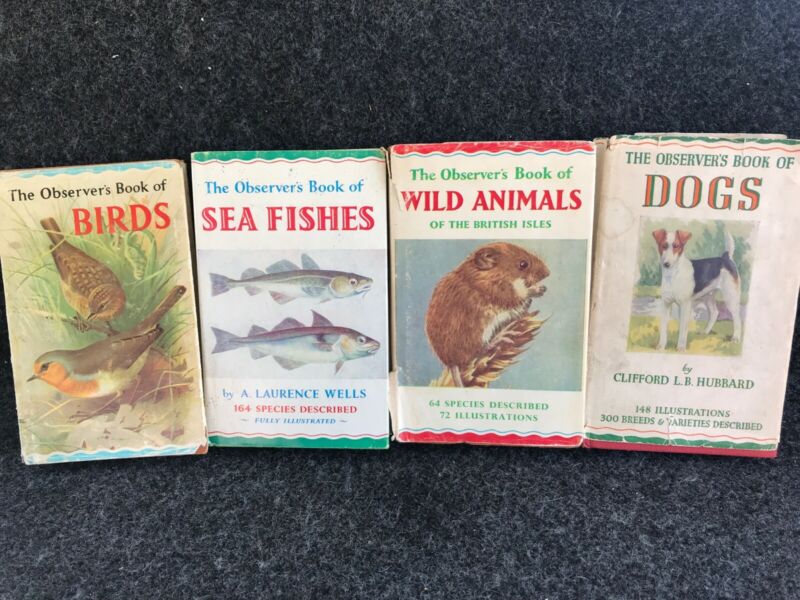 The Observer's Book of
BIRDS
The Observer's Book of
SEA FISHES
by A. LAURENCE WELLS
164 SPECIES DESCRIBED
~ FULLY ILLUSTRATED ~
The Observer's Book of
WILD ANIMALS
OF THE BRITISH ISLES
64 SPECIES DESCRIBED
72 ILLUSTRATIONS
THE OBSERVER'S BOOK OF
DOGS
by
CLIFFORD L.B. HUBBARD
148 ILLUSTRATIONS
300 BREEDS & VARIETIES DESCRIBED